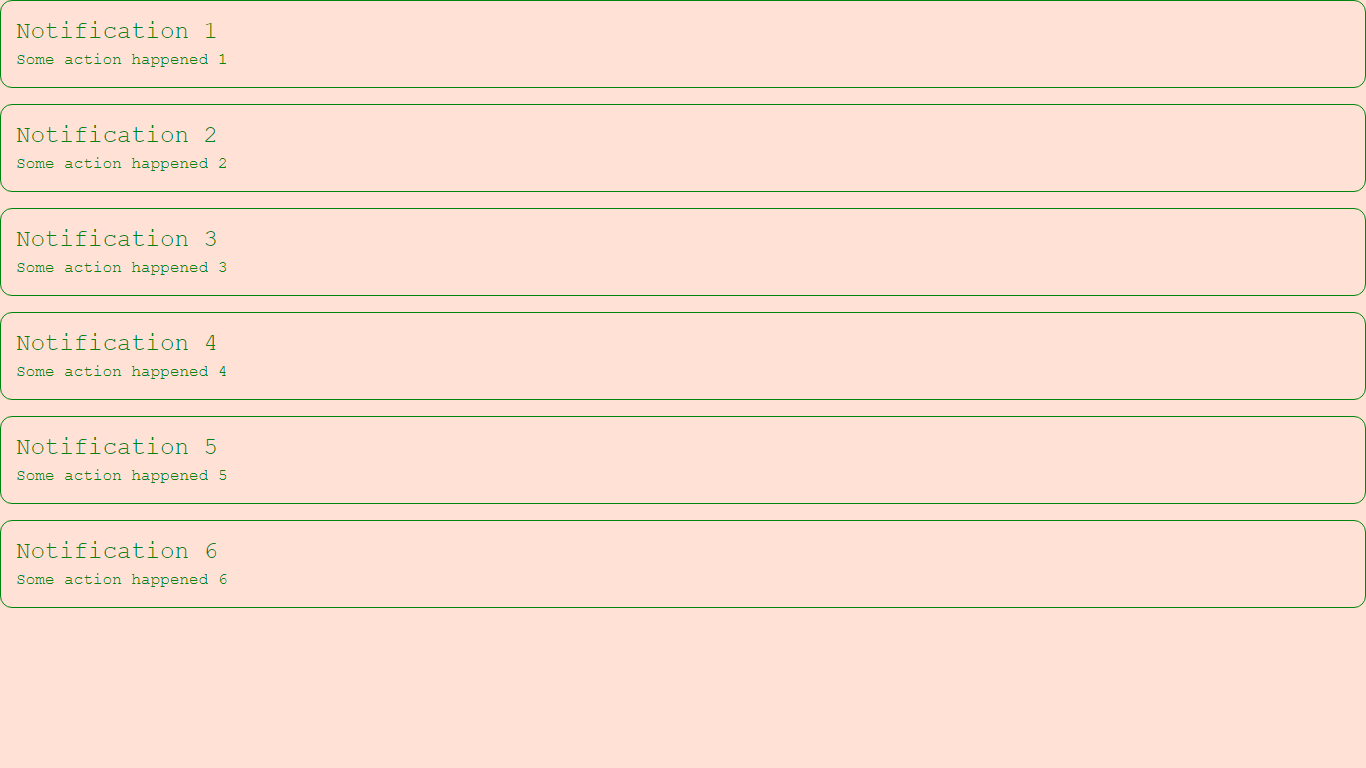 Notification 1
Some action happened 1
Notification 2
Some action happened 2
Notification 3
Some action happened 3
Notification 4
Some action happened 4
Notification 5
Some action happened 5
Notification 6
Some action happened 6